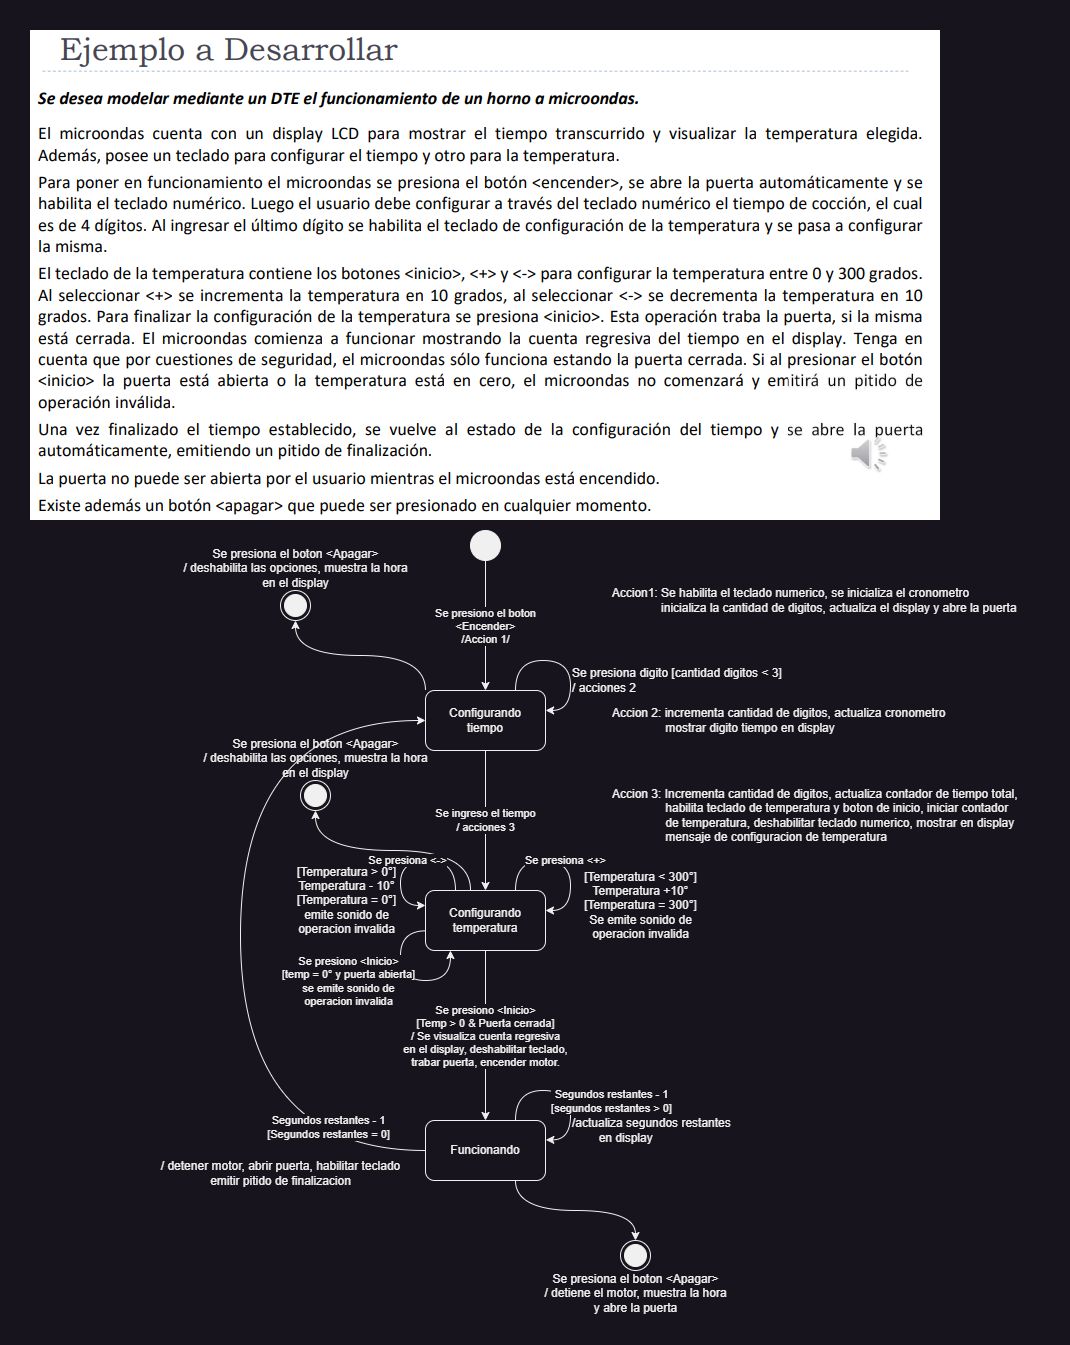 Ejemplo a Desarrollar
Se desea modelar mediante un DTE el funcionamiento de un horno a microondas.
El microondas cuenta con un display LCD para mostrar el tiempo transcurrido y visualizar la temperatura elegida.
Además, posee un teclado para configurar el tiempo y otro para la temperatura.
Para poner en funcionamiento el microondas se presiona el botón <encender>, se abre la puerta automáticamente y se
habilita el teclado numérico. Luego el usuario debe configurar a través del teclado numérico el tiempo de cocción, el cual
es de 4 dígitos. Al ingresar el último dígito se habilita el teclado de configuración de la temperatura y se pasa a configurar
la misma.
El teclado de la temperatura contiene los botones <inicio>, <+> y <-> para configurar la temperatura entre 0 y 300 grados.
Al seleccionar <+> se incrementa la temperatura en 10 grados, al seleccionar <-> se decrementa la temperatura en 10
grados. Para finalizar la configuración de la temperatura se presiona <inicio>. Esta operación traba la puerta, si la misma
está cerrada. El microondas comienza a funcionar mostrando la cuenta regresiva del tiempo en el display. Tenga en
cuenta que por cuestiones de seguridad, el microondas sólo funciona estando la puerta cerrada. Si al presionar el botón
<inicio> la puerta está abierta o la temperatura está en cero, el microondas no comenzará y emitirá un pitido de
operación inválida.
Una vez finalizado el tiempo establecido, se vuelve al estado de la configuración del tiempo y se abre la puerta
automáticamente, emitiendo un pitido de finalización.
La puerta no puede ser abierta por el usuario mientras el microondas está encendido.
Existe además un botón <apagar> que puede ser presionado en cualquier momento.
Se presiona el boton <Apagar>
/ deshabilita las opciones, muestra la hora
en el display
Se presiono el boton
<Encender>
/Accion 1/
Accion1: Se habilita el teclado numerico, se inicializa el cronometro
inicializa la cantidad de digitos, actualiza el display y abre la puerta
Se presiona digito [cantidad digitos < 3]
/ acciones 2
Configurando
tiempo
Accion 2: incrementa cantidad de digitos, actualiza cronometro
mostrar digito tiempo en display
Se presiona el boton <Apagar>
/ deshabilita las opciones, muestra la hora
en el display
Se ingreso el tiempo
/ acciones 3
Accion 3: Incrementa cantidad de digitos, actualiza contador de tiempo total,
habilita teclado de temperatura y boton de inicio, iniciar contador
de temperatura, deshabilitar teclado numerico, mostrar en display
mensaje de configuracion de temperatura
Se presiona <->
[Temperatura > 0°]
Temperatura - 10°
[Temperatura = 0°]
emite sonido de
operacion invalida
Se presiona <+>
[Temperatura < 300°]
Temperatura +10°
[Temperatura = 300°]
Se emite sonido de
operacion invalida
Configurando
temperatura
Se presiono <Inicio>
[temp = 0° y puerta abierta]
se emite sonido de
operacion invalida
Se presiono <Inicio>
[Temp > 0 & Puerta cerrada]
/ Se visualiza cuenta regresiva
en el display, deshabilitar teclado,
trabar puerta, encender motor.
Segundos restantes - 1
[segundos restantes > 0]
/actualiza segundos restantes
en display
Segundos restantes - 1
[Segundos restantes = 0]
/ detener motor, abrir puerta, habilitar teclado
emitir pitido de finalizacion
Funcionando
Se presiona el boton <Apagar>
/ detiene el motor, muestra la hora
y abre la puerta